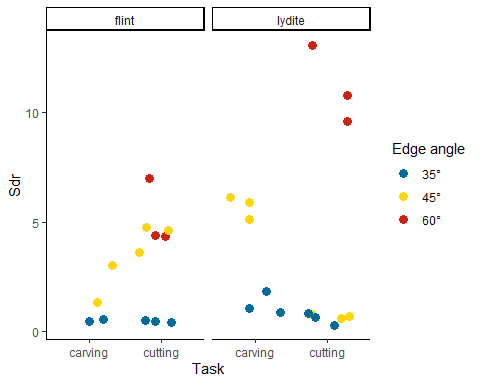 flint
lydite
10
5
0
Sdr
carving
cutting
carving
cutting
Task
Edge angle
35°
45°
60°